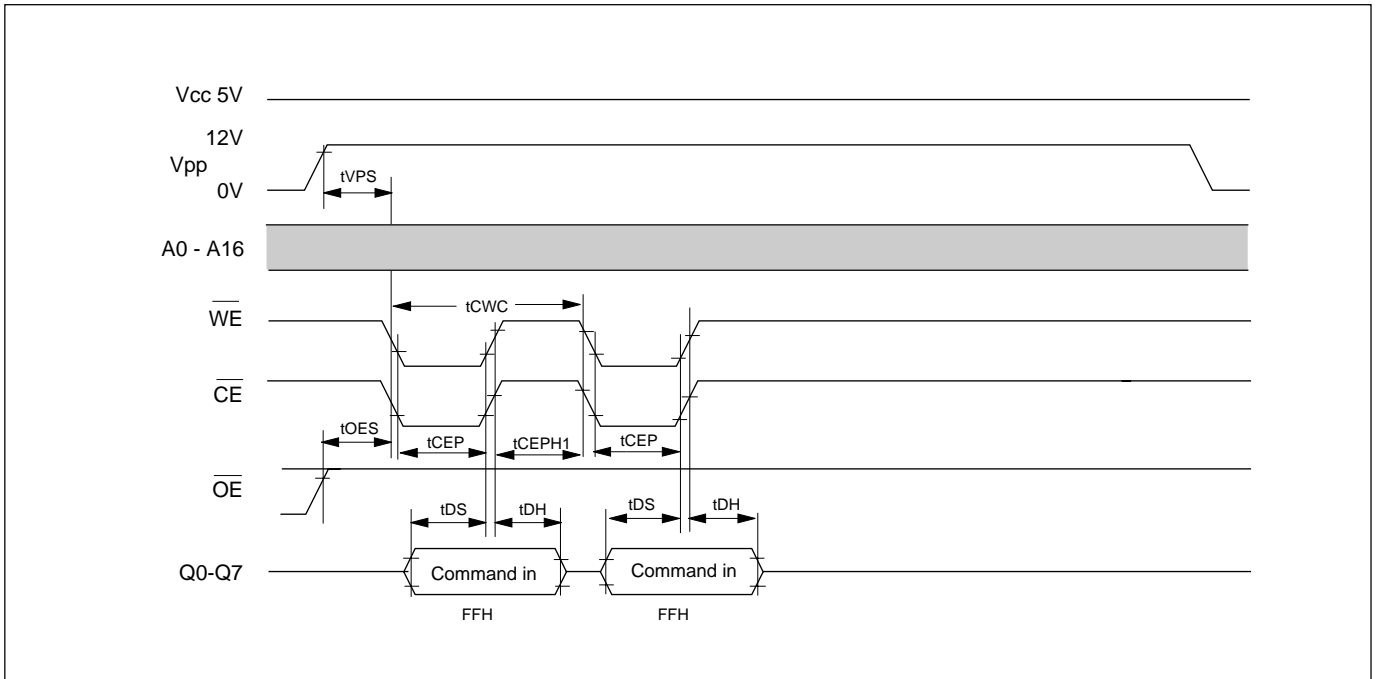 Vcc 5V
12V
Vpp
0V
tVPS
A0 - A16
tCWC
WE
CE
tOES
tCEP
tCEPH1
tCEP
OE
tDS
tDH
tDS
tDH
Q0-Q7
Command in
Command in
FFH
FFH